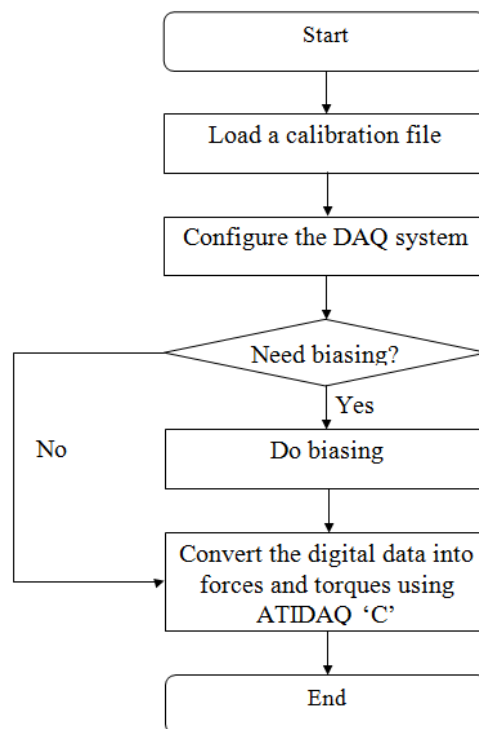 Start
Load a calibration file
Configure the DAQ system
Need biasing?
Yes
No
Do biasing
Convert the digital data into
forces and torques using
ATIDAQ ‘C’
End